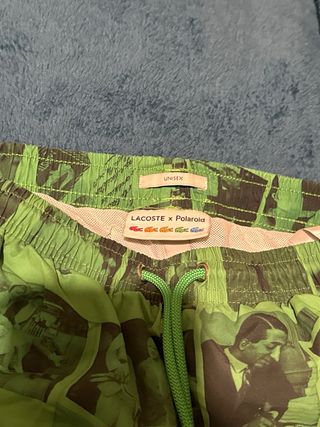 UNISEX
LACOSTE x Polaroid